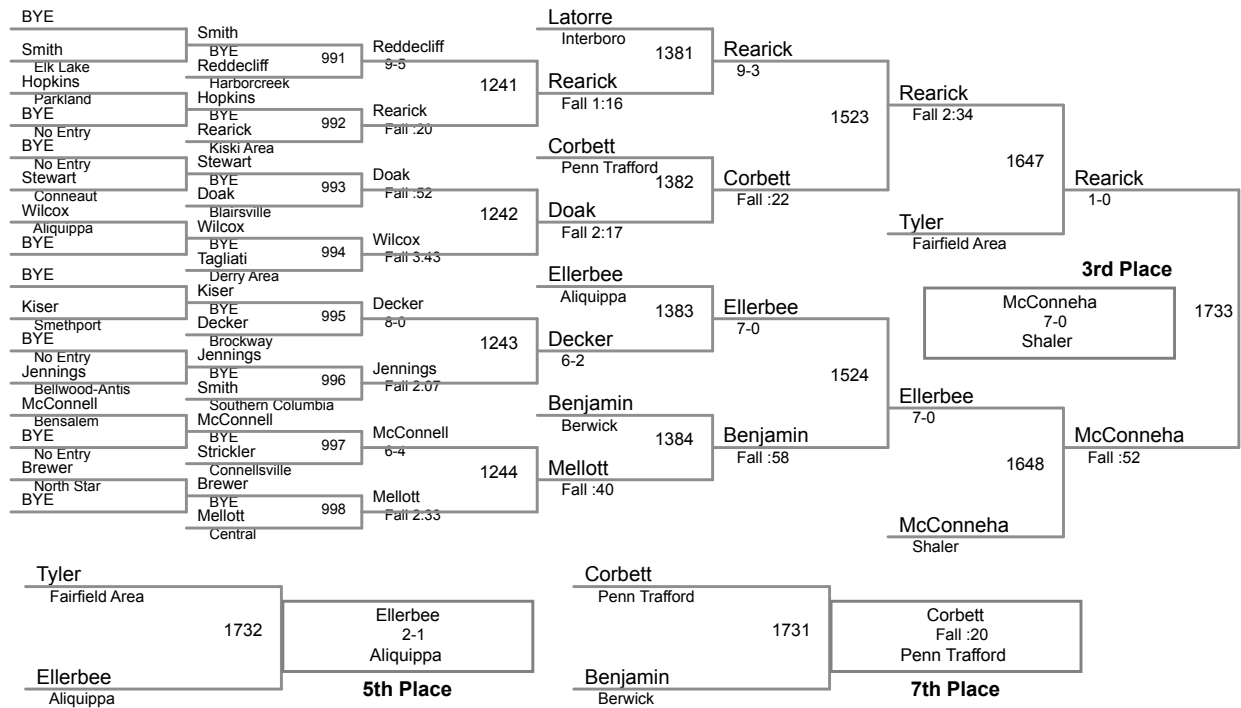 BYE
Smith
Elk Lake
Hopkins
Parkland
BYE
No Entry
BYE
No Entry
Stewart
Conneaut
Wilcox
Aliquippa
BYE
BYE
Kiser
Smethport
BYE
No Entry
Jennings
Bellwood-Antis
McConnell
Bensalem
BYE
No Entry
Brewer
North Star
BYE
Smith
BYE
991
Reddecliff
Harborcreek
Hopkins
BYE
992
Rearick
Kiski Area
Stewart
BYE
993
Doak
Blairsville
Wilcox
BYE
994
Tagliati
Derry Area
Kiser
BYE
995
Decker
Brockway
Jennings
BYE
996
Smith
Southern Columbia
McConnell
BYE
997
Strickler
Connellsville
Brewer
BYE
998
Mellott
Central
Reddecliff
9-5
1241
Rearick
Fall :20
Doak
Fall :52
1242
Wilcox
Fall 3:43
Decker
8-0
1243
Jennings
Fall 2:07
McConnell
6-4
1244
Mellott
Fall 2:33
Latorre
Interboro
1381
Rearick
Fall 1:16
Corbett
Penn Trafford
1382
Doak
Fall 2:17
Ellerbee
Aliquippa
1383
Decker
6-2
Benjamin
Berwick
1384
Mellott
Fall :40
Rearick
9-3
1523
Corbett
Fall :22
Ellerbee
7-0
1524
Benjamin
Fall :58
Rearick
Fall 2:34
1647
Tyler
Fairfield Area
Ellerbee
7-0
1648
McConneha
Shaler
Rearick
1-0
3rd Place
McConneha
7-0
Shaler
1733
McConneha
Fall :52
Tyler
Fairfield Area
1732
Ellerbee
Aliquippa
Ellerbee
2-1
Aliquippa
5th Place
Corbett
Penn Trafford
1731
Benjamin
Berwick
Corbett
Fall :20
Penn Trafford
7th Place